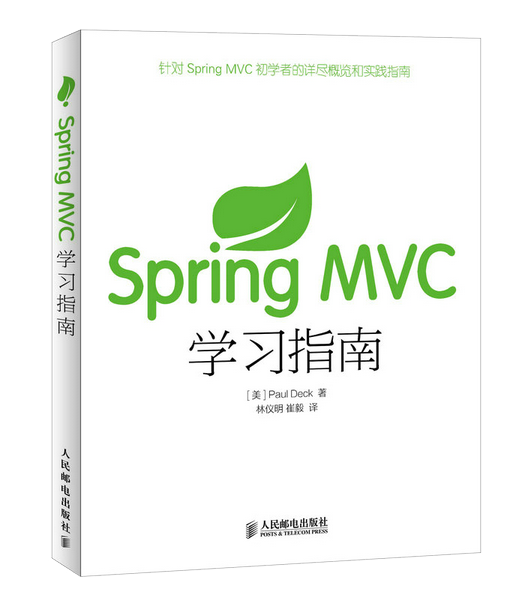 针对 Spring MVC 初学者的详尽概览和实践指南
Spring MVC
学习指南
[ 美 ] Paul Deck 著
林仪明 崔毅 译
人民邮电出版社
POSTS & TELECOM PRESS
Spring MVC 学习指南
人民邮电出版社